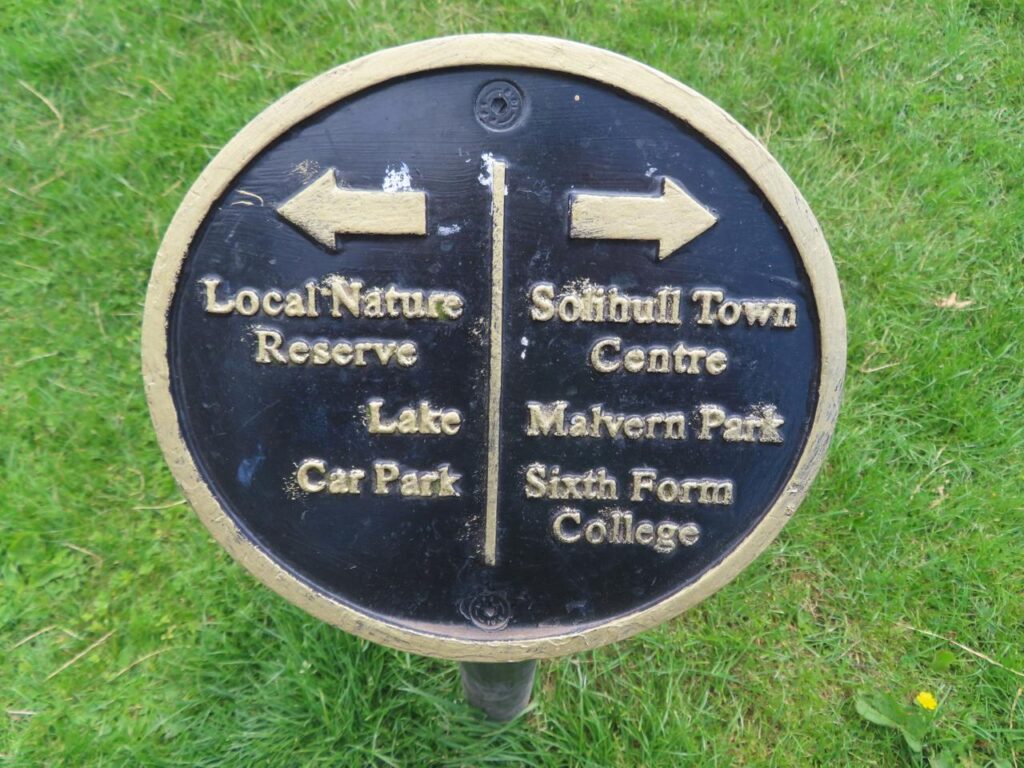 Local Nature
Reserve
Lake
Car Park
Solihull Town
Centre
Malvern Park
Sixth Form
College